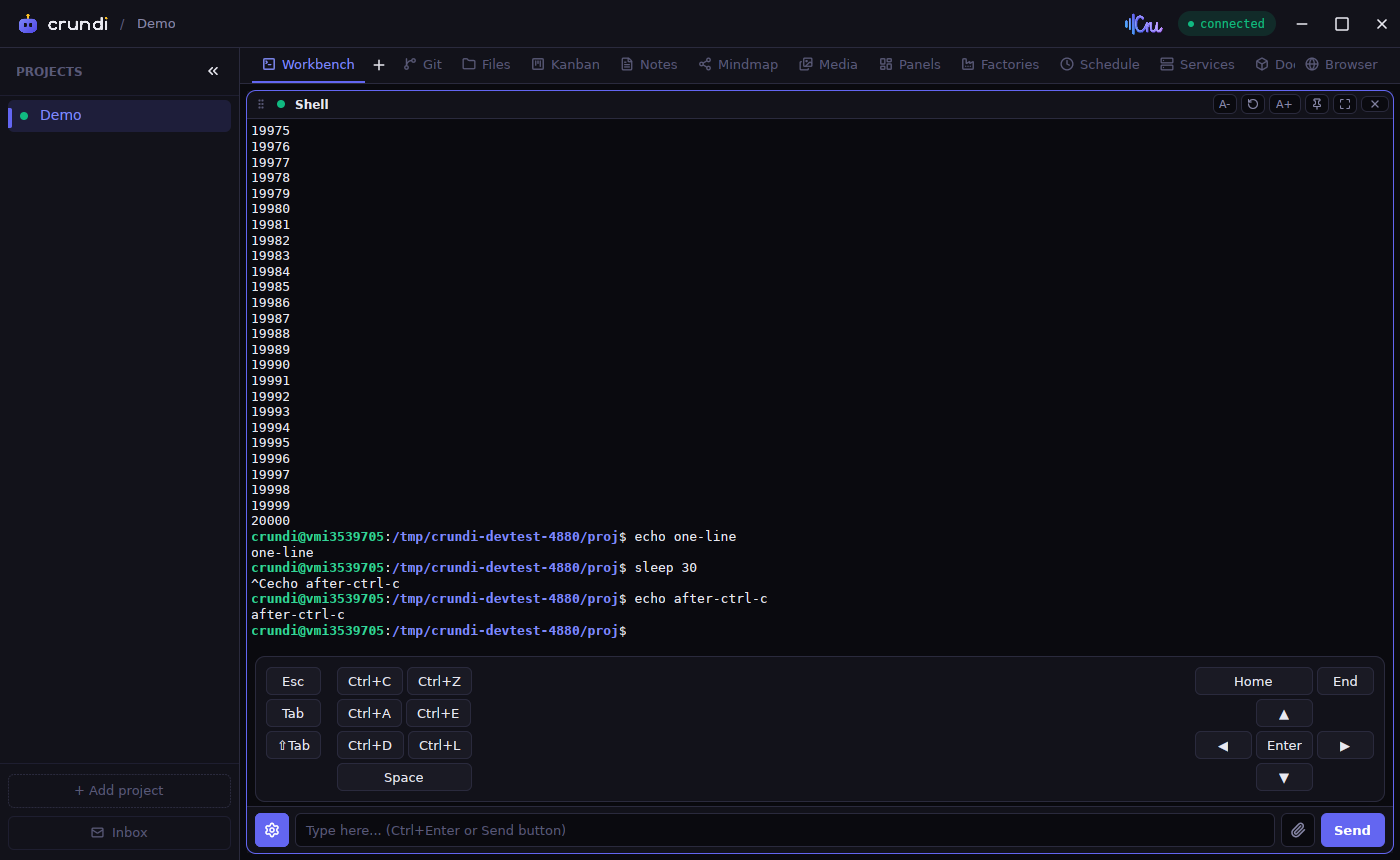 crundi / Demo
Cru
connected
PROJECTS
Workbench
Git
Files
Kanban
Notes
Mindmap
Media
Panels
Factories
Schedule
Services
Browser
Demo
Shell
A-
A+
19975
19976
19977
19978
19979
19980
19981
19982
19983
19984
19985
19986
19987
19988
19989
19990
19991
19992
19993
19994
19995
19996
19997
19998
19999
20000
crundi@vmi3539705:/tmp/crundi-devtest-4880/proj$ echo one-line
one-line
crundi@vmi3539705:/tmp/crundi-devtest-4880/proj$ sleep 30
^Cecho after-ctrl-c
crundi@vmi3539705:/tmp/crundi-devtest-4880/proj$ echo after-ctrl-c
after-ctrl-c
crundi@vmi3539705:/tmp/crundi-devtest-4880/proj$
Esc
Ctrl+C
Ctrl+Z
Home
End
Tab
Ctrl+A
Ctrl+E
⇧Tab
Ctrl+D
Ctrl+L
Enter
Space
+ Add project
Inbox
Type here... (Ctrl+Enter or Send button)
Send